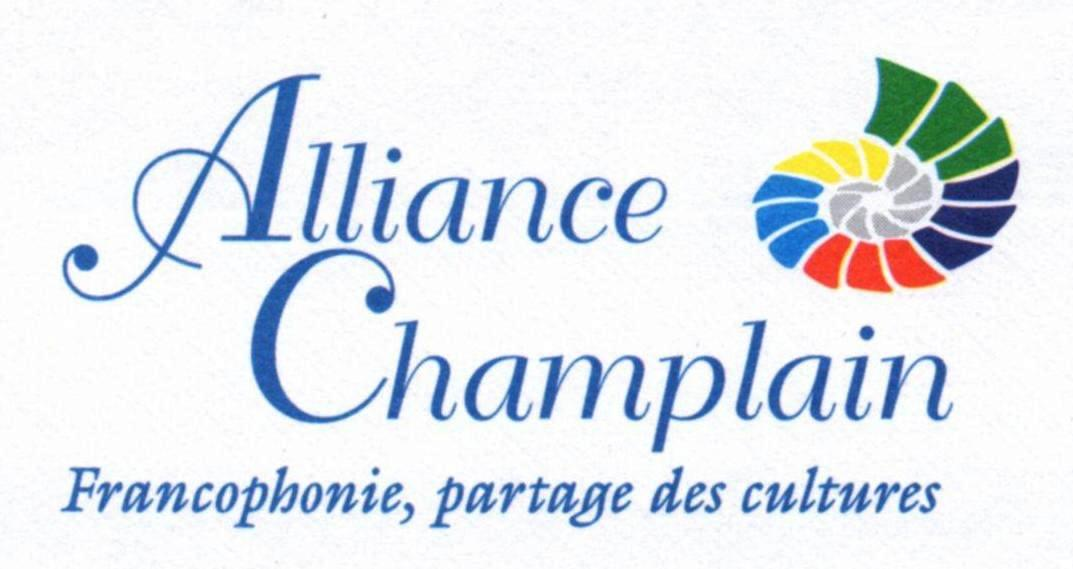 Alliance
Champlain
Francophonie, partage des cultures